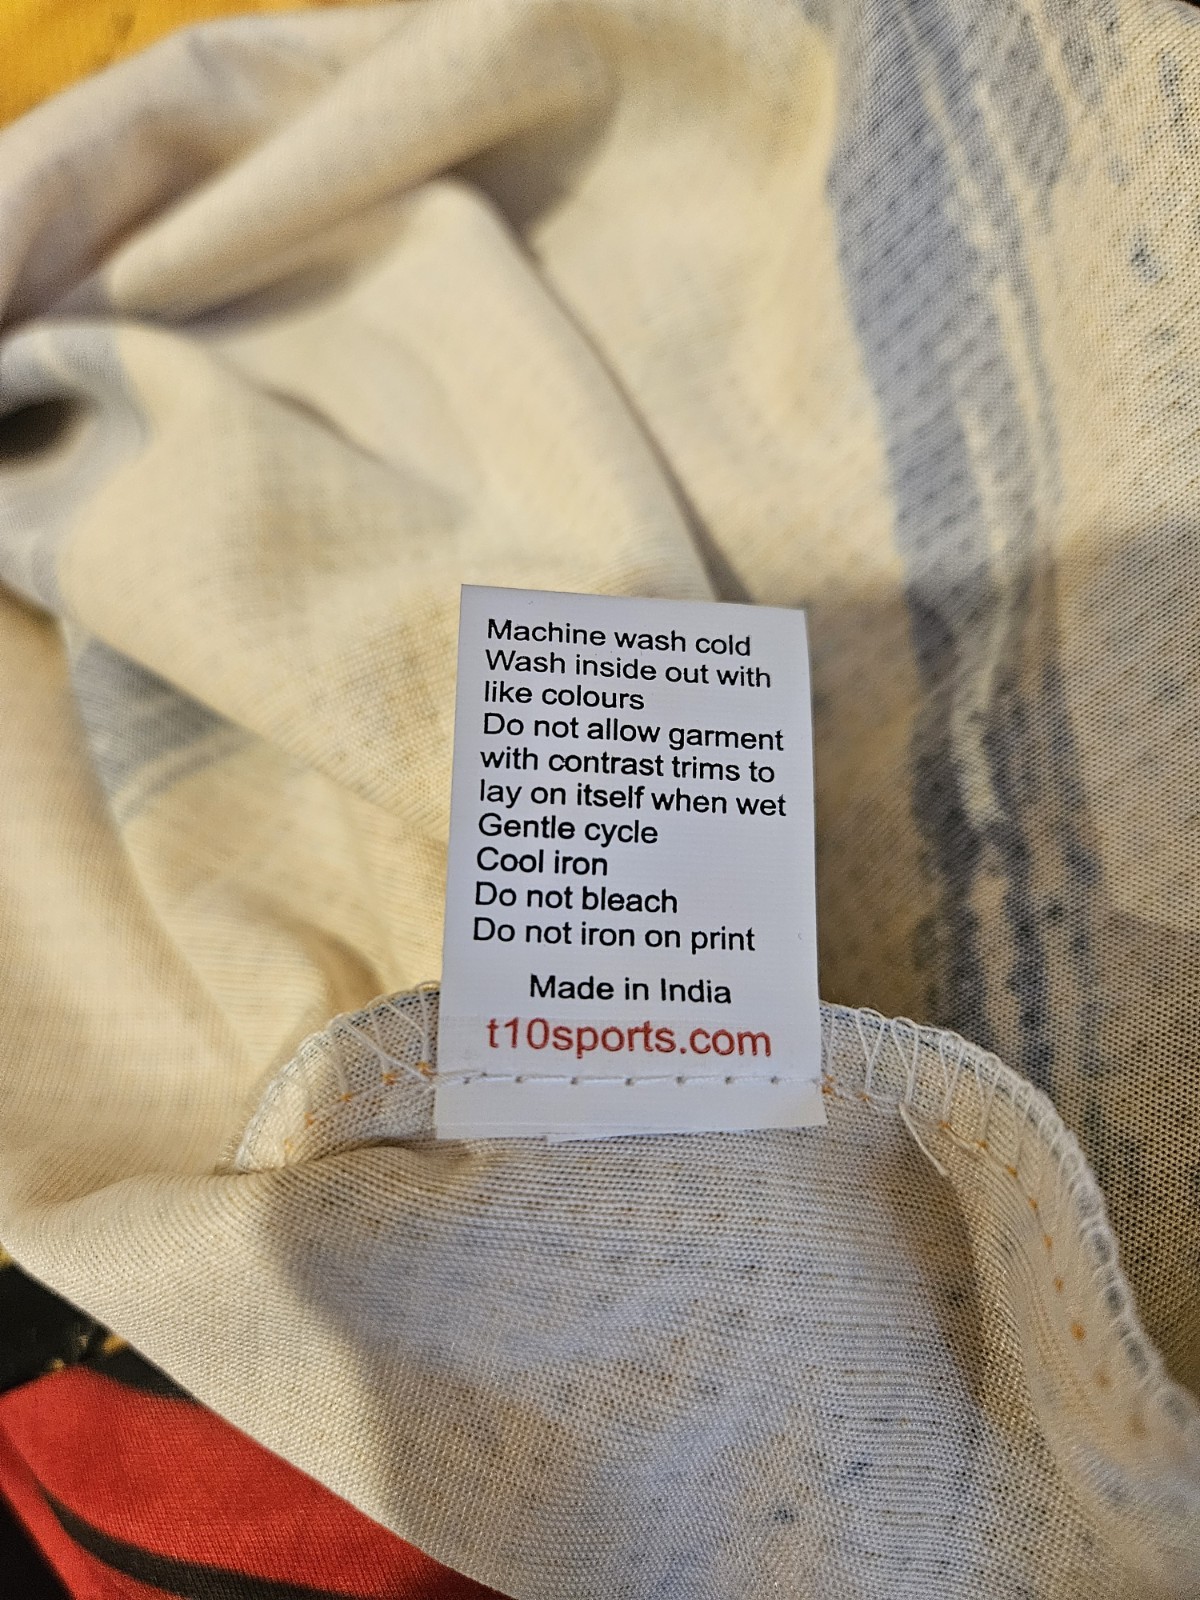 Machine wash cold
Wash inside out with
like colours
Do not allow garment
with contrast trims to
lay on itself when wet
Gentle cycle
Cool iron
Do not bleach
Do not iron on print
Made in India
t10sports.com